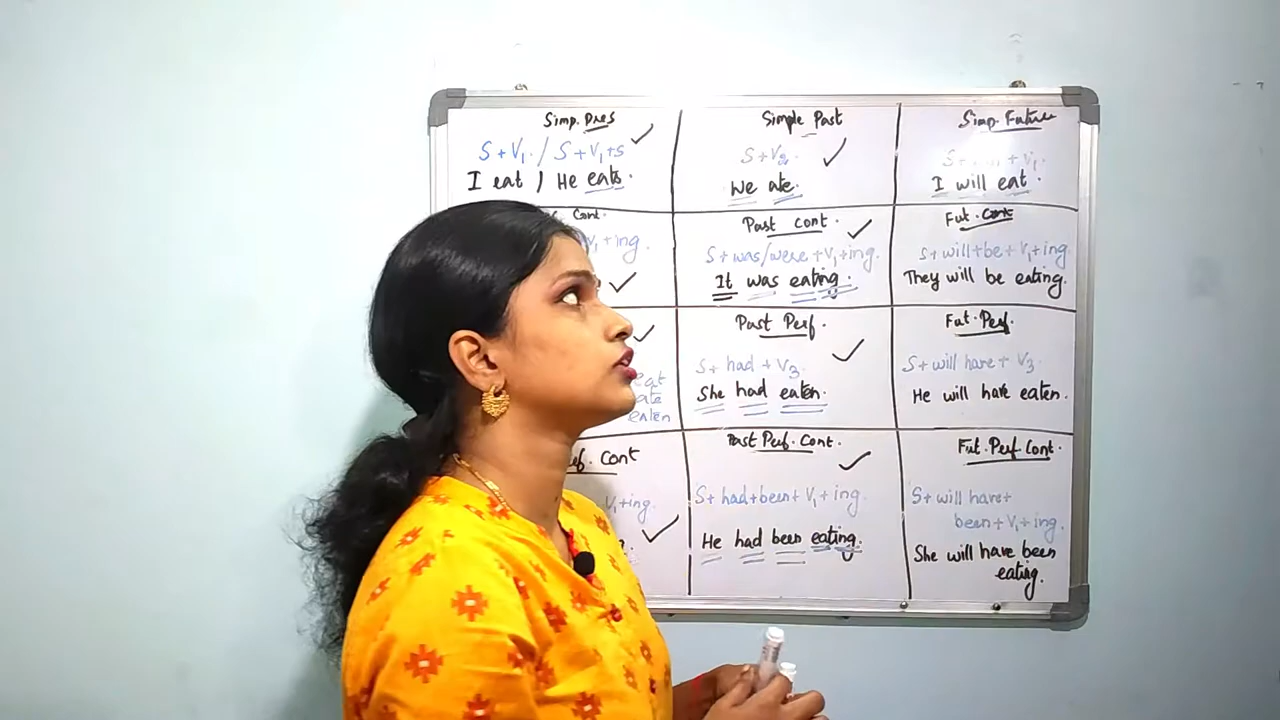 Simp. Pres
S+V1. / S+V1+s
I eat / He eats.
Cont.
V1+ing.
eat
ate
eaten
Cont
V1+ing.
Simple Past
S+V2.
We ate.
Past Cont.
S+was/were+V1+ing.
It was eating.
Past Perf.
S+ had + V3
She had eaten.
Past Perf. Cont.
S+ had+been+ V1+ing.
He had been eating.
Simp. Future
S+ + V1.
I will eat.
Fut. Cont
S+will+be+V1+ing
They will be eating.
Fut. Perf.
S+will have+ V3
He will have eaten.
Fut. Perf. Cont.
S+will have+
been+V1+ing.
She will have been
eating.